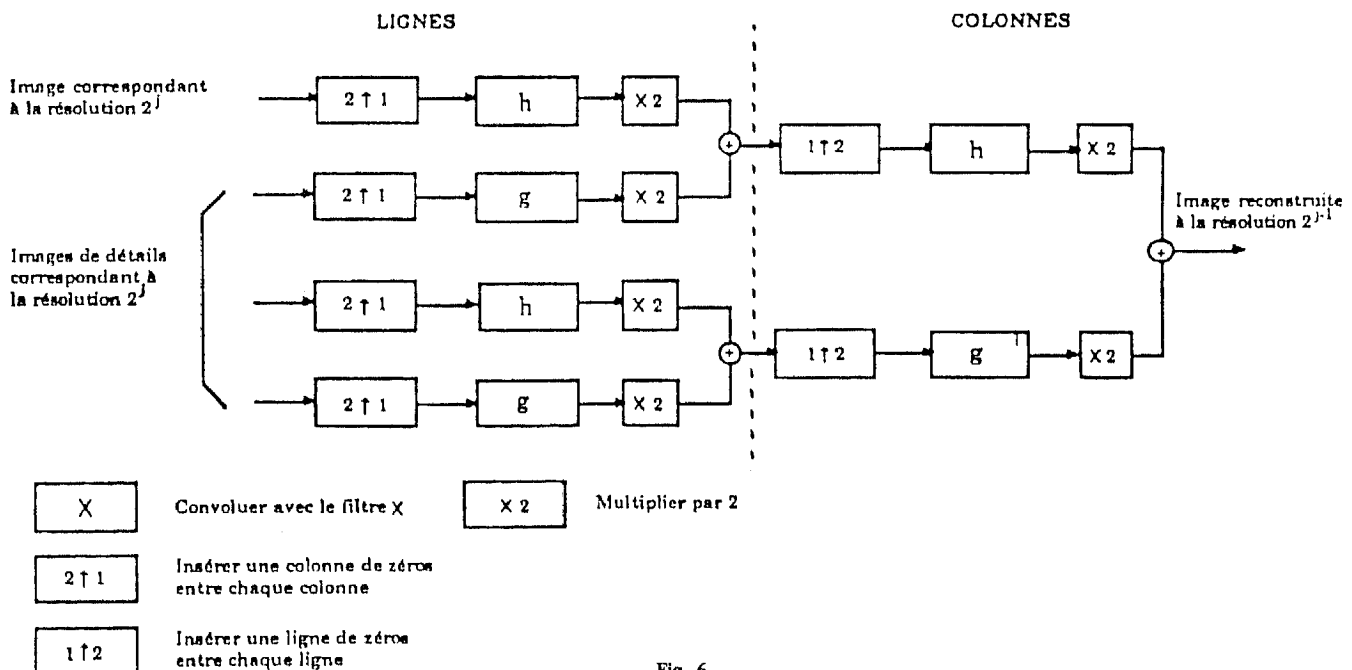 LIGNES
COLONNES
Image correspondant
à la résolution 2^j
2↑1
h
X 2
+
1↑2
h
X 2
2↑1
g
X 2
Image reconstruite
à la résolution 2^j-1
+
Images de détails
correspondant à
la résolution 2^j
2↑1
h
X 2
+
1↑2
g
X 2
2↑1
g
X 2
X
Convoluer avec le filtre X
X 2
Multiplier par 2
2↑1
Insérer une colonne de zéros
entre chaque colonne
1↑2
Insérer une ligne de zéros
entre chaque ligne
Fig. 6